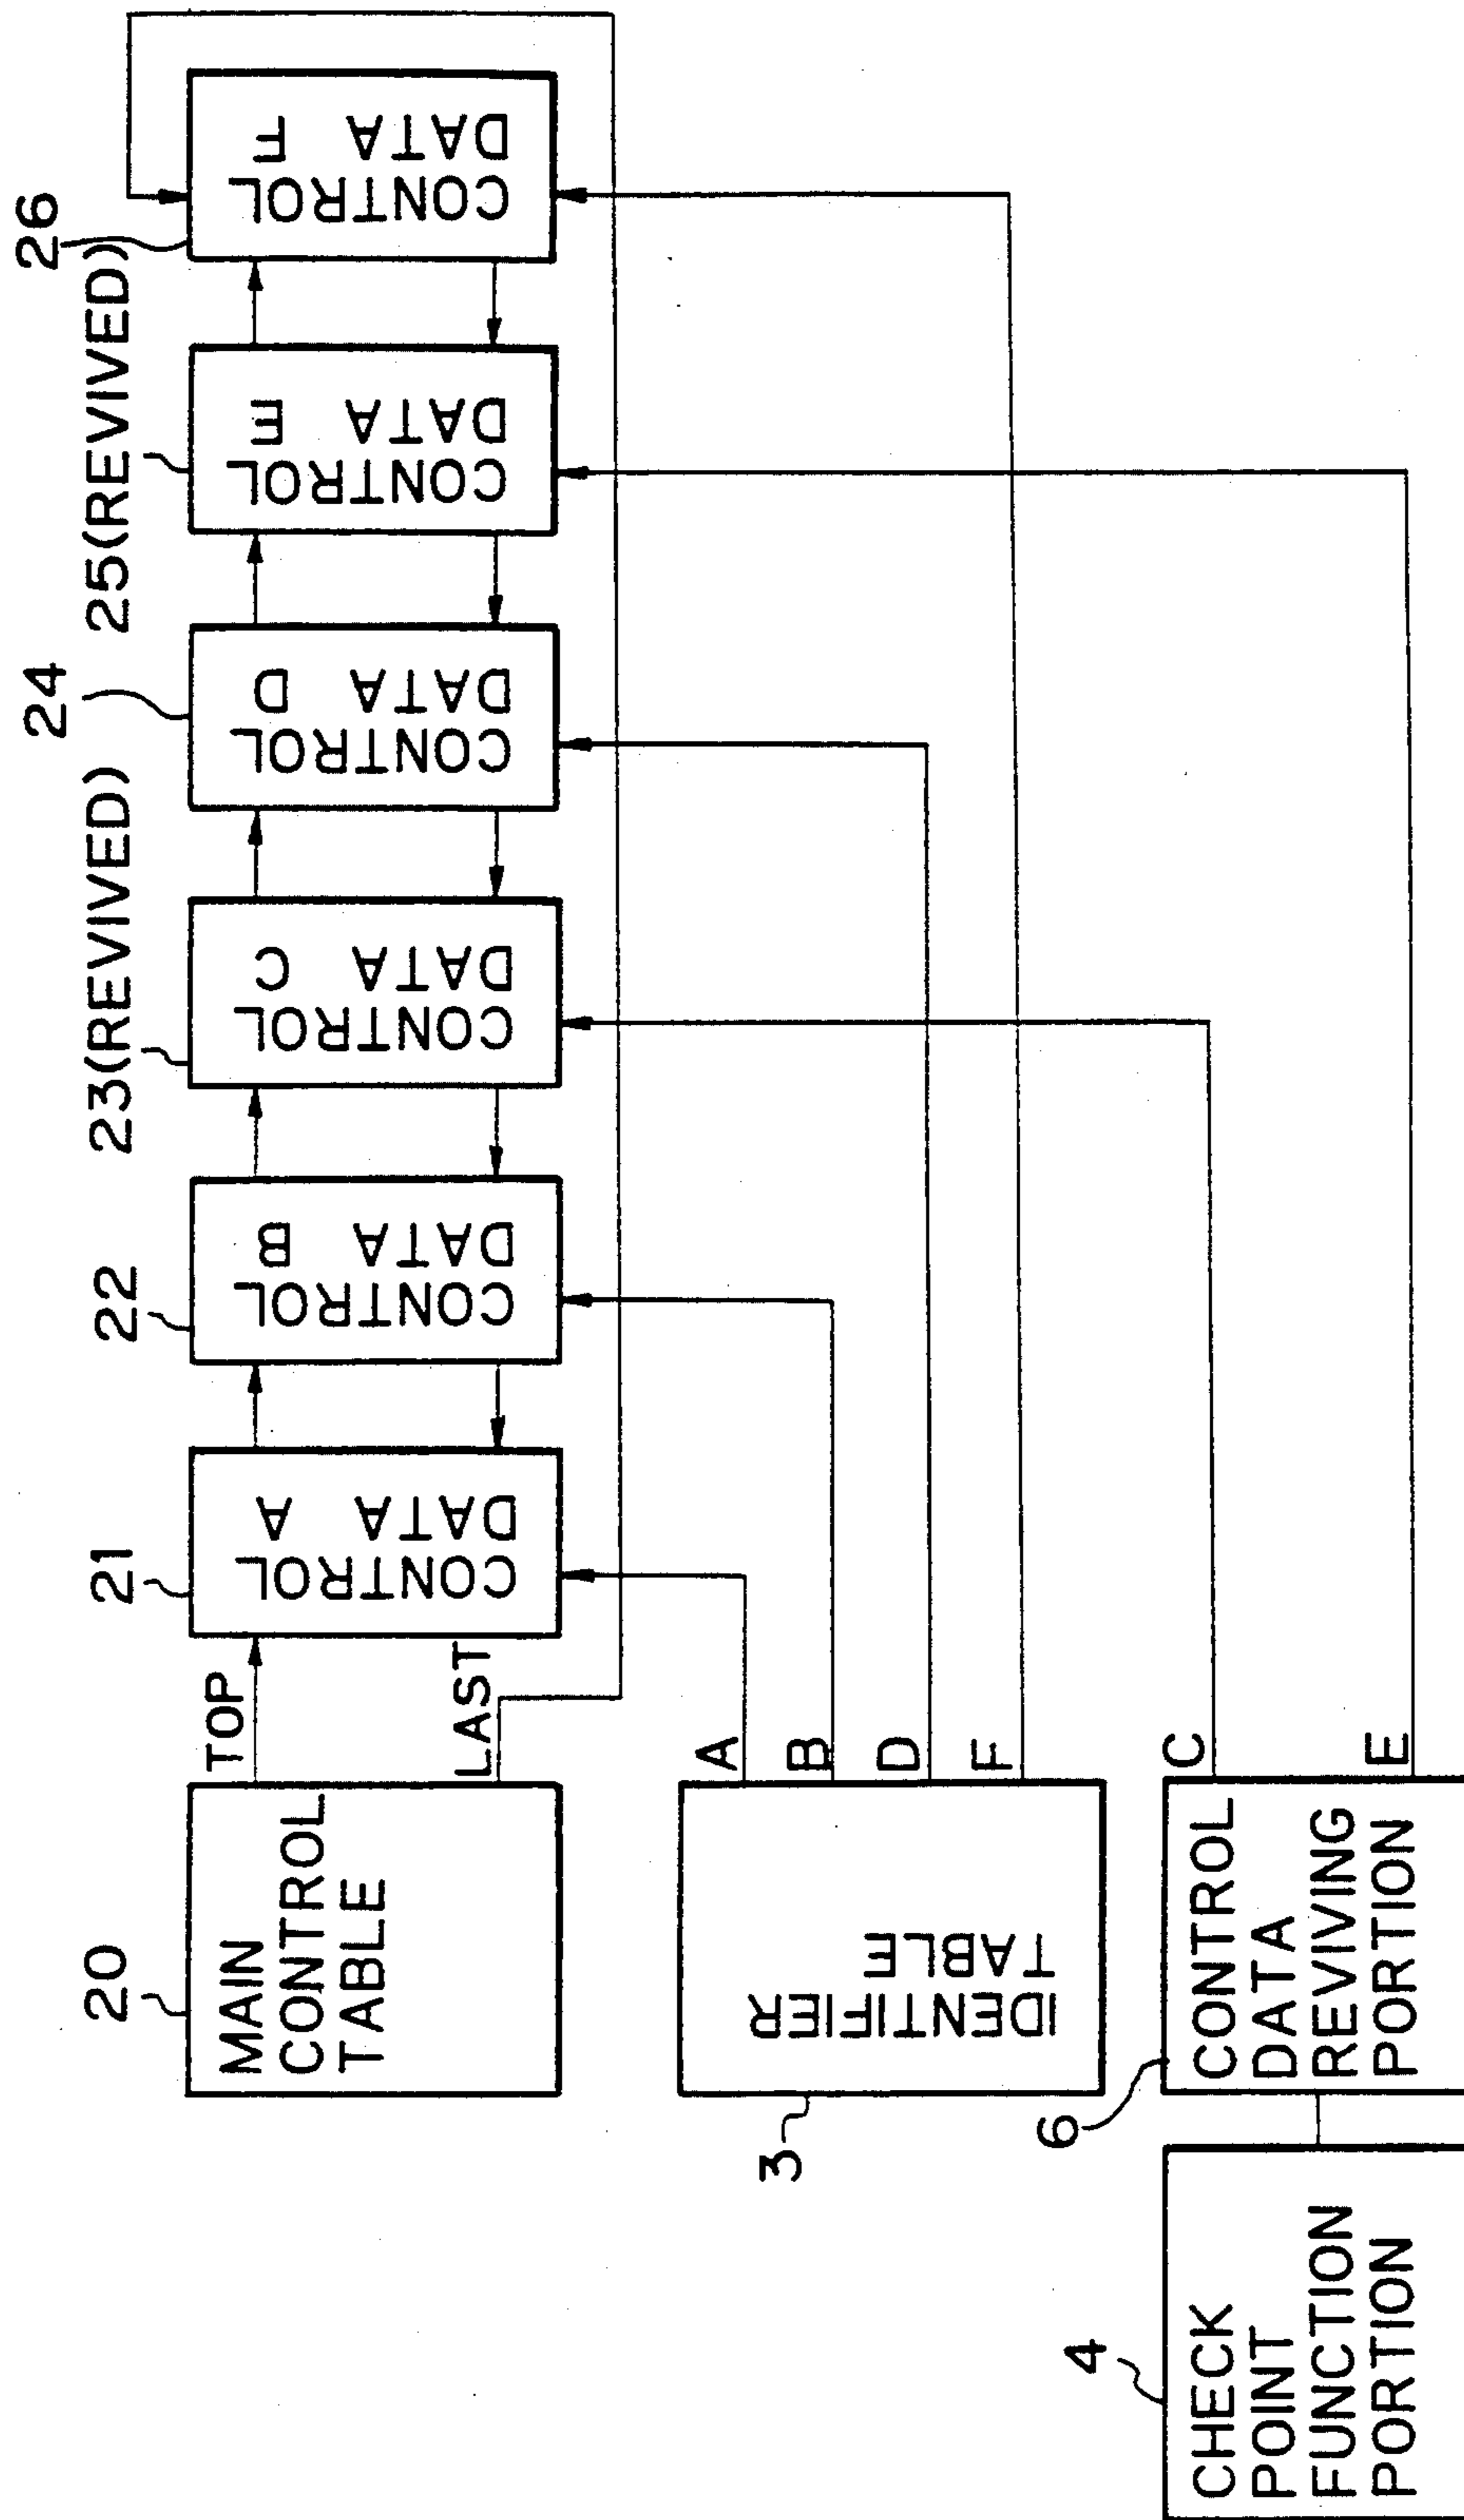 20
MAIN
CONTROL
TABLE
TOP
LAST
21
CONTROL
DATA A
22
CONTROL
DATA B
23(REVIVED)
CONTROL
DATA C
24
CONTROL
DATA D
25(REVIVED)
CONTROL
DATA E
26
CONTROL
DATA F
3
IDENTIFIER
TABLE
A
B
D
F
4
CHECK
POINT
FUNCTION
PORTION
6
CONTROL
DATA
REVIVING
PORTION
C
E